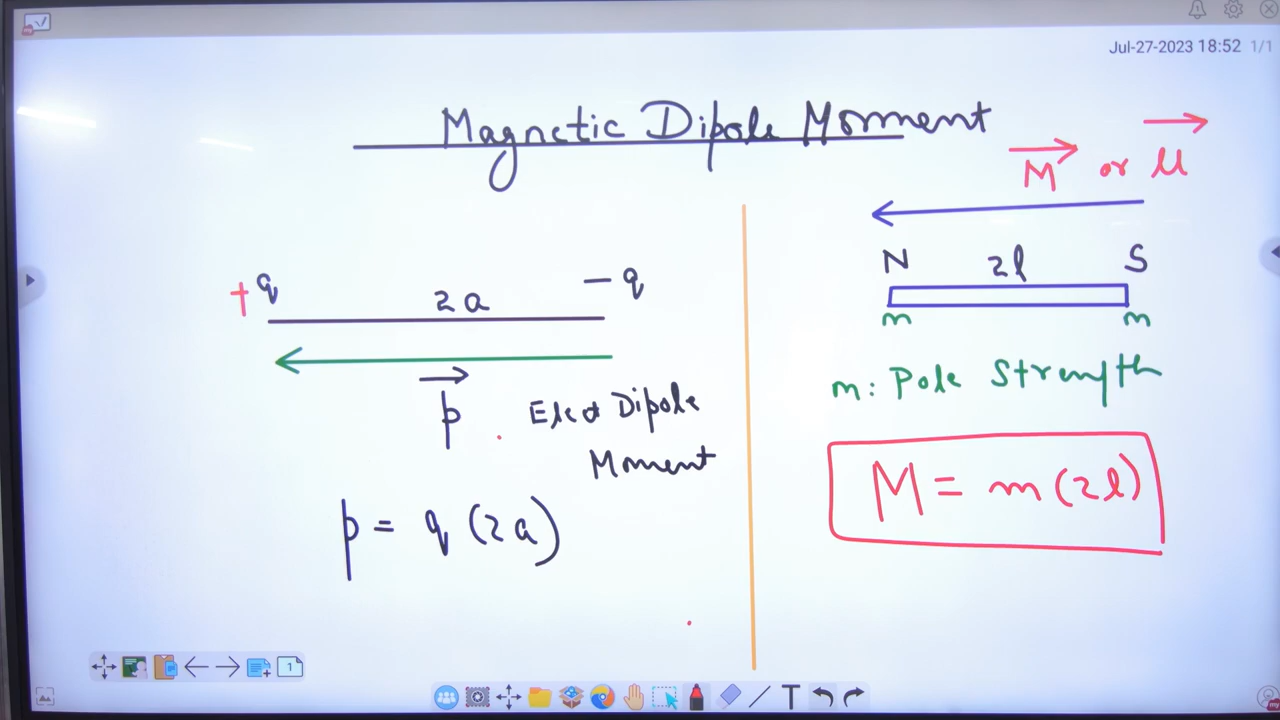 Jul-27-2023 18:52 1/1
Magnetic Dipole Moment
M or μ
+q 2a -q
p
Elect Dipole
Moment
p = q (2a)
N 2l S
m m
m: Pole Strength
M = m(2l)
1
T